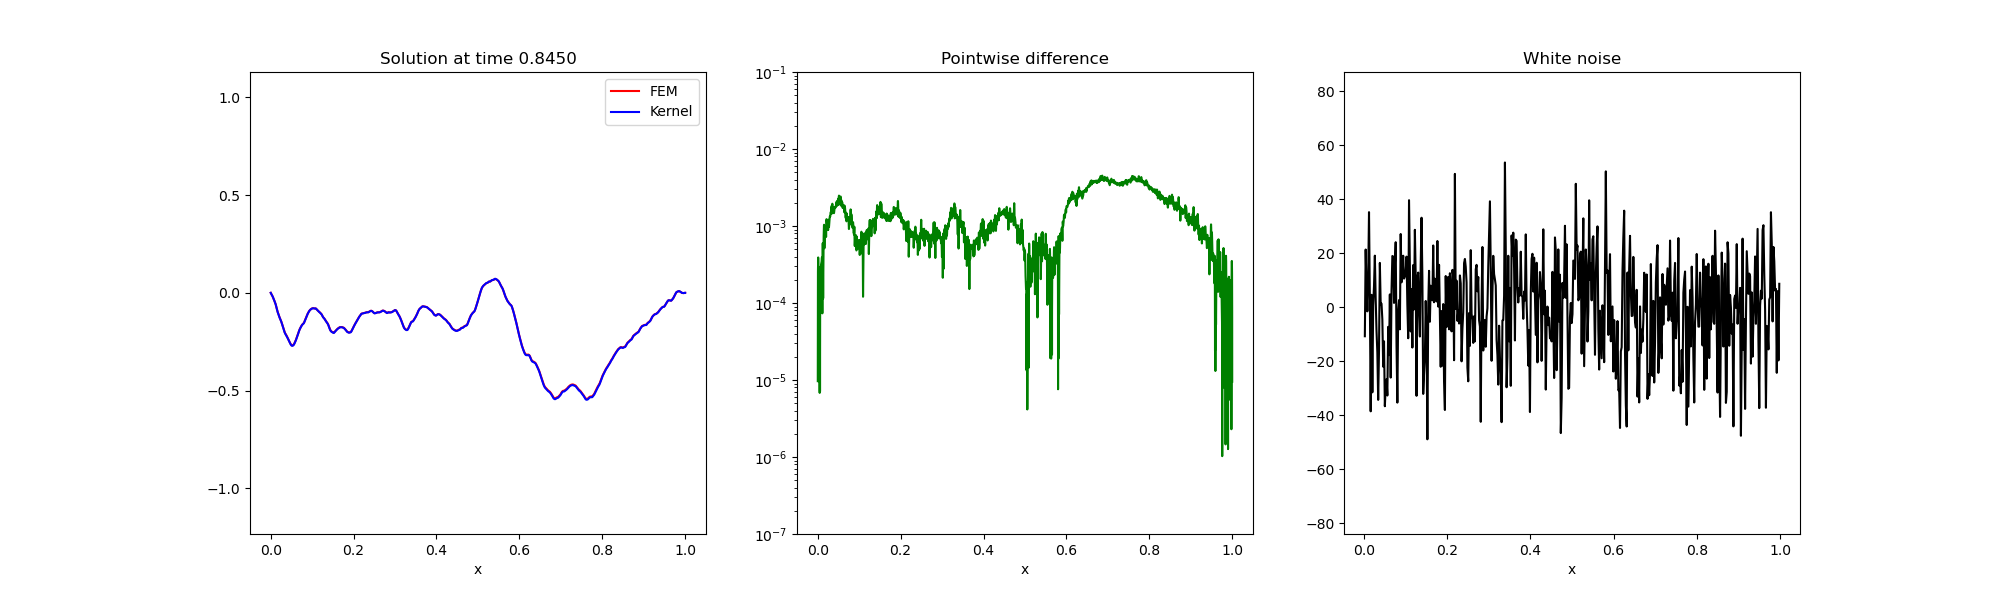 Solution at time 0.8450
1.0
0.5
0.0
−0.5
−1.0
0.0 0.2 0.4 0.6 0.8 1.0
x
FEM
Kernel
Pointwise difference
10⁻¹
10⁻²
10⁻³
10⁻⁴
10⁻⁵
10⁻⁶
10⁻⁷
0.0 0.2 0.4 0.6 0.8 1.0
x
White noise
80
60
40
20
0
−20
−40
−60
−80
0.0 0.2 0.4 0.6 0.8 1.0
x